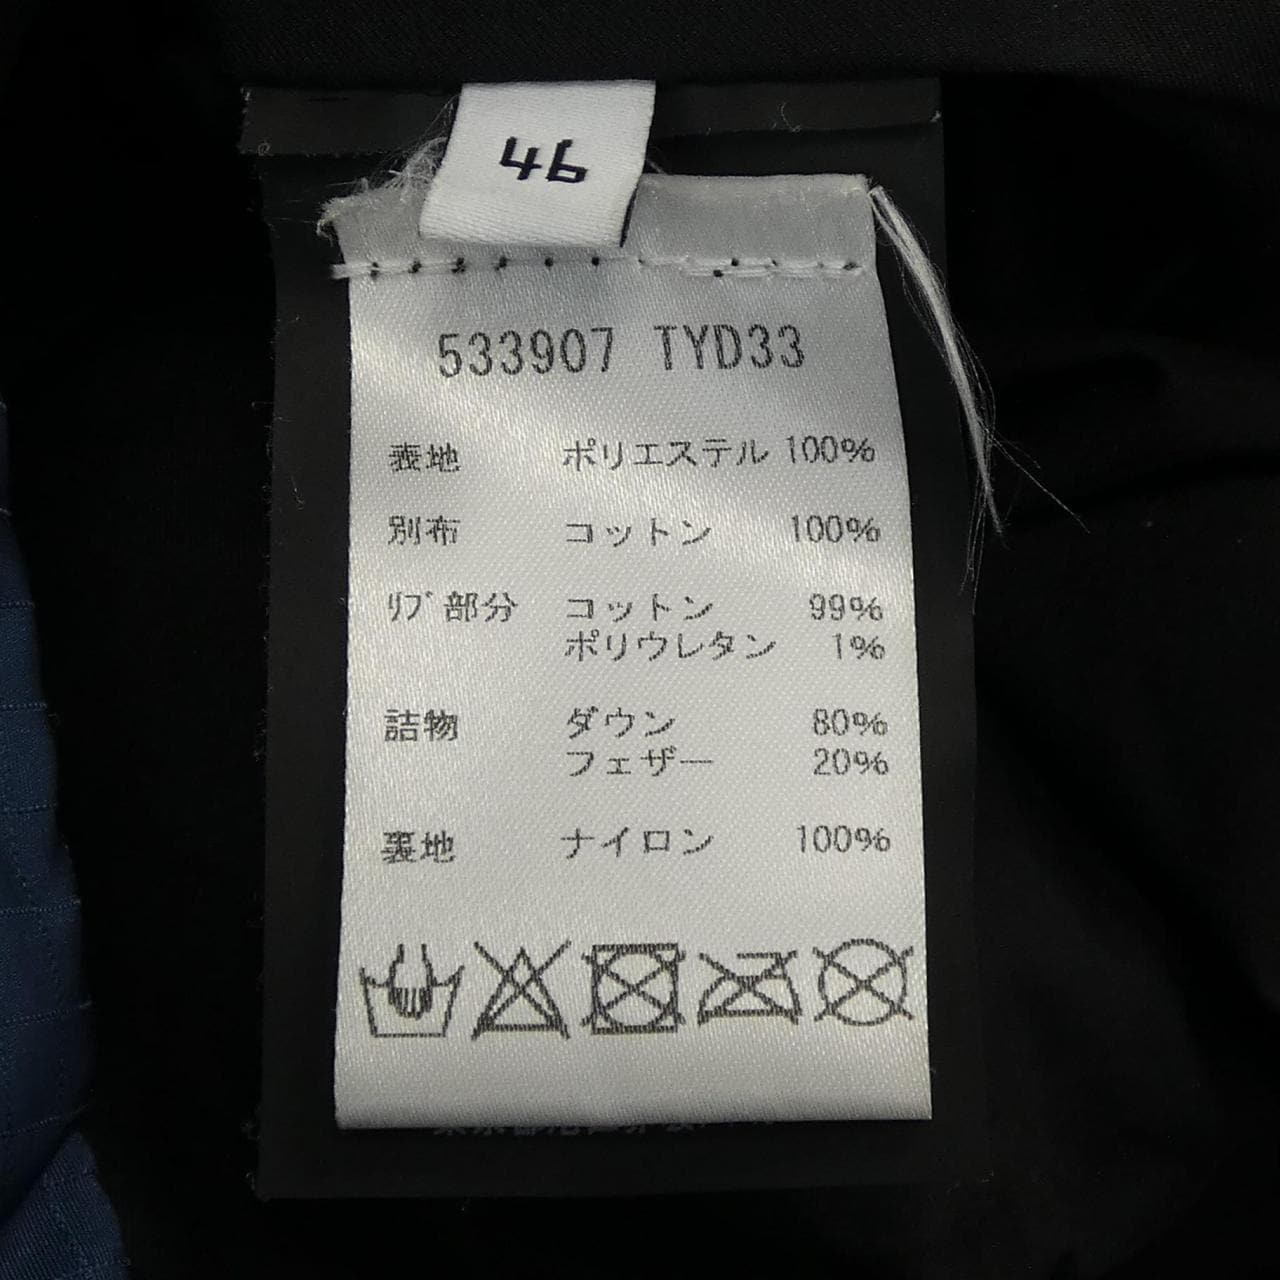 46
533907 TYD33
表地 ポリエステル 100%
別布 コットン 100%
ﾘﾌﾞ部分 コットン 99%
ポリウレタン 1%
詰物 ダウン 80%
フェザー 20%
裏地 ナイロン 100%